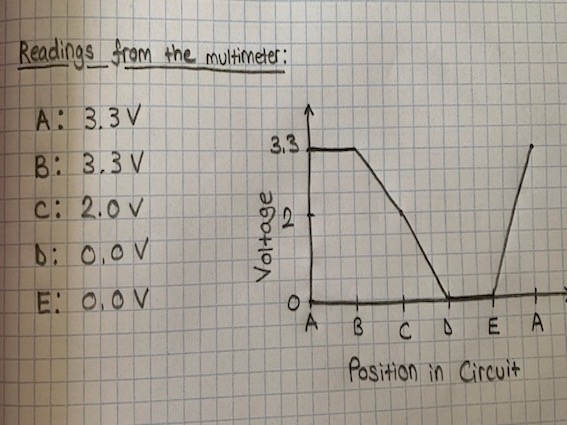 Readings from the multimeter:
A: 3.3 V
B: 3.3 V
C: 2.0 V
D: 0.0 V
E: 0.0 V
3.3
2
0
Voltage
A B C D E A
Position in Circuit